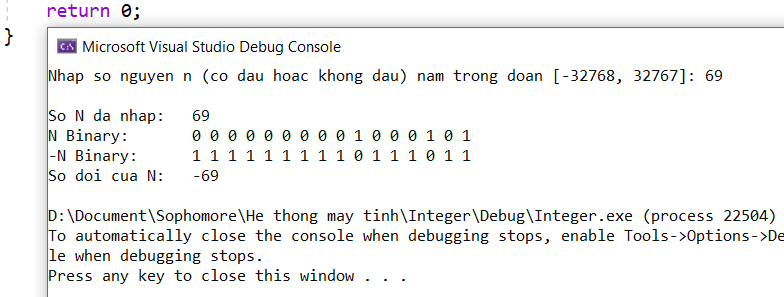 return 0;
}
C:\ Microsoft Visual Studio Debug Console
Nhap so nguyen n (co dau hoac khong dau) nam trong doan [-32768, 32767]: 69
So N da nhap:   69
N Binary:       0 0 0 0 0 0 0 0 0 1 0 0 0 1 0 1
-N Binary:      1 1 1 1 1 1 1 1 1 0 1 1 1 0 1 1
So doi cua N:   -69
D:\Document\Sophomore\He thong may tinh\Integer\Debug\Integer.exe (process 22504)
To automatically close the console when debugging stops, enable Tools->Options->De
le when debugging stops.
Press any key to close this window . . .